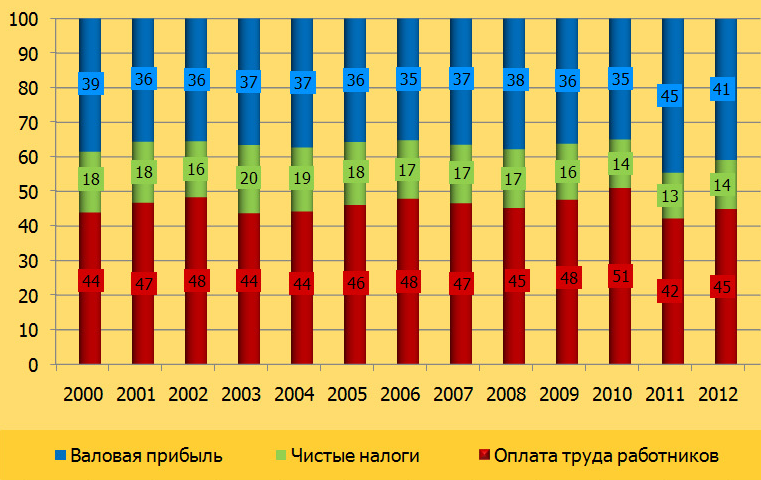 100
90
80
70
60
50
40
30
20
10
0
39 36 36 37 37 36 35 37 38 36 35 45 41
18 18 16 20 19 18 17 17 17 16 14 13 14
44 47 48 44 44 46 48 47 45 48 51 42 45
2000 2001 2002 2003 2004 2005 2006 2007 2008 2009 2010 2011 2012
Валовая прибыль Чистые налоги Оплата труда работников